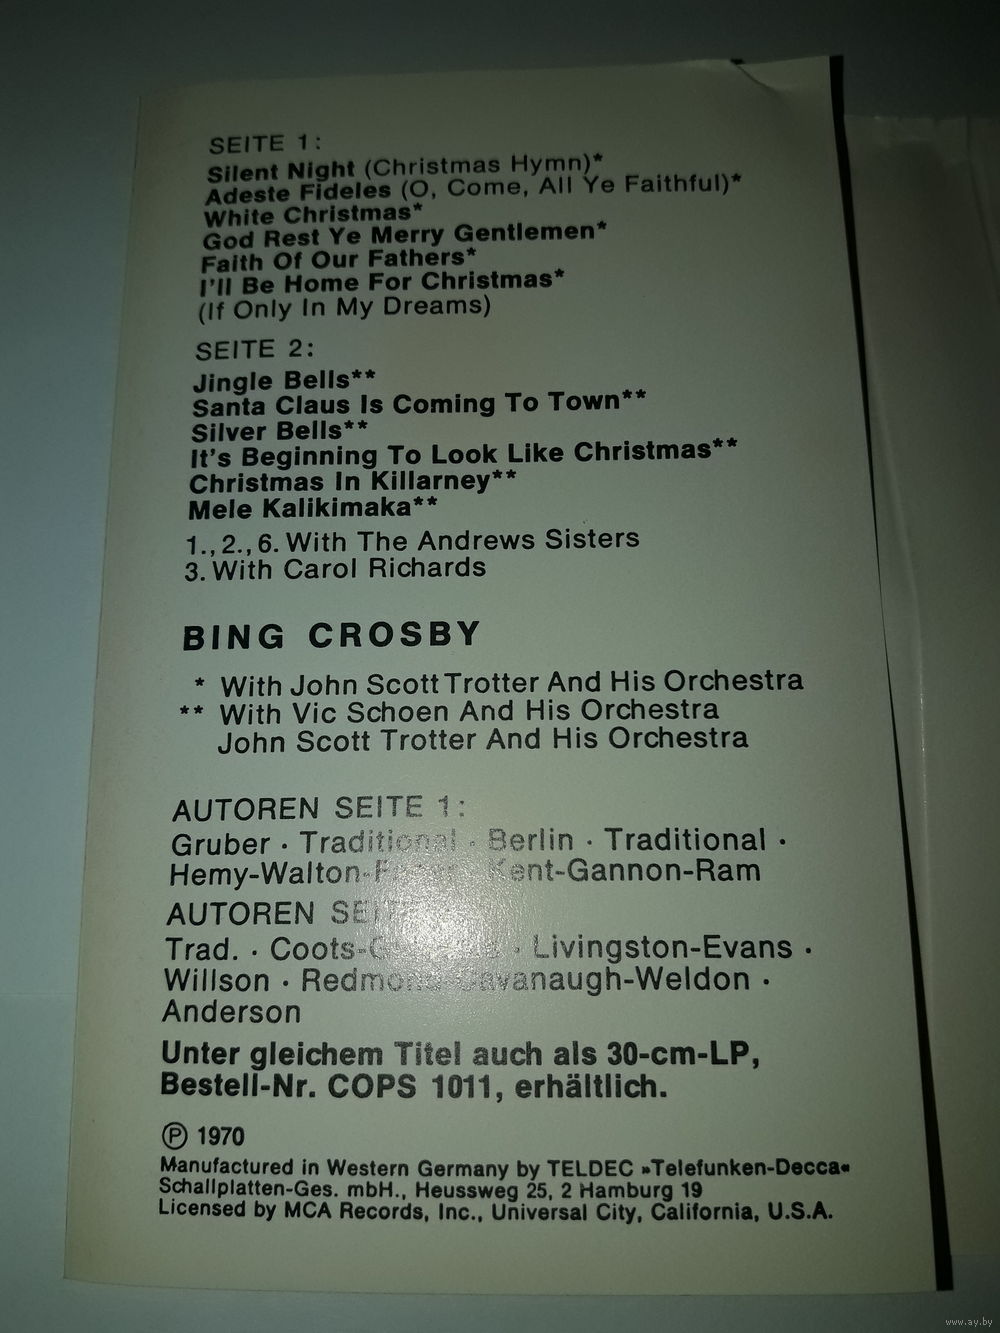 SEITE 1:
Silent Night (Christmas Hymn)*
Adeste Fideles (O, Come, All Ye Faithful)*
White Christmas*
God Rest Ye Merry Gentlemen*
Faith Of Our Fathers*
I'll Be Home For Christmas*
(If Only In My Dreams)
SEITE 2:
Jingle Bells**
Santa Claus Is Coming To Town**
Silver Bells**
It's Beginning To Look Like Christmas**
Christmas In Killarney**
Mele Kalikimaka**
1., 2., 6. With The Andrews Sisters
3. With Carol Richards
BING CROSBY
* With John Scott Trotter And His Orchestra
** With Vic Schoen And His Orchestra
John Scott Trotter And His Orchestra
AUTOREN SEITE 1:
Gruber · Traditional · Berlin · Traditional ·
Hemy-Walton- Kent-Gannon-Ram
AUTOREN SEITE
Trad. · Coots- · Livingston-Evans ·
Willson · Redmond-Cavanaugh-Weldon ·
Anderson
Unter gleichem Titel auch als 30-cm-LP,
Bestell-Nr. COPS 1011, erhältlich.
Ⓟ 1970
Manufactured in Western Germany by TELDEC »Telefunken-Decca«
Schallplatten-Ges. mbH., Heussweg 25, 2 Hamburg 19
Licensed by MCA Records, Inc., Universal City, California, U.S.A.
www.ay.by